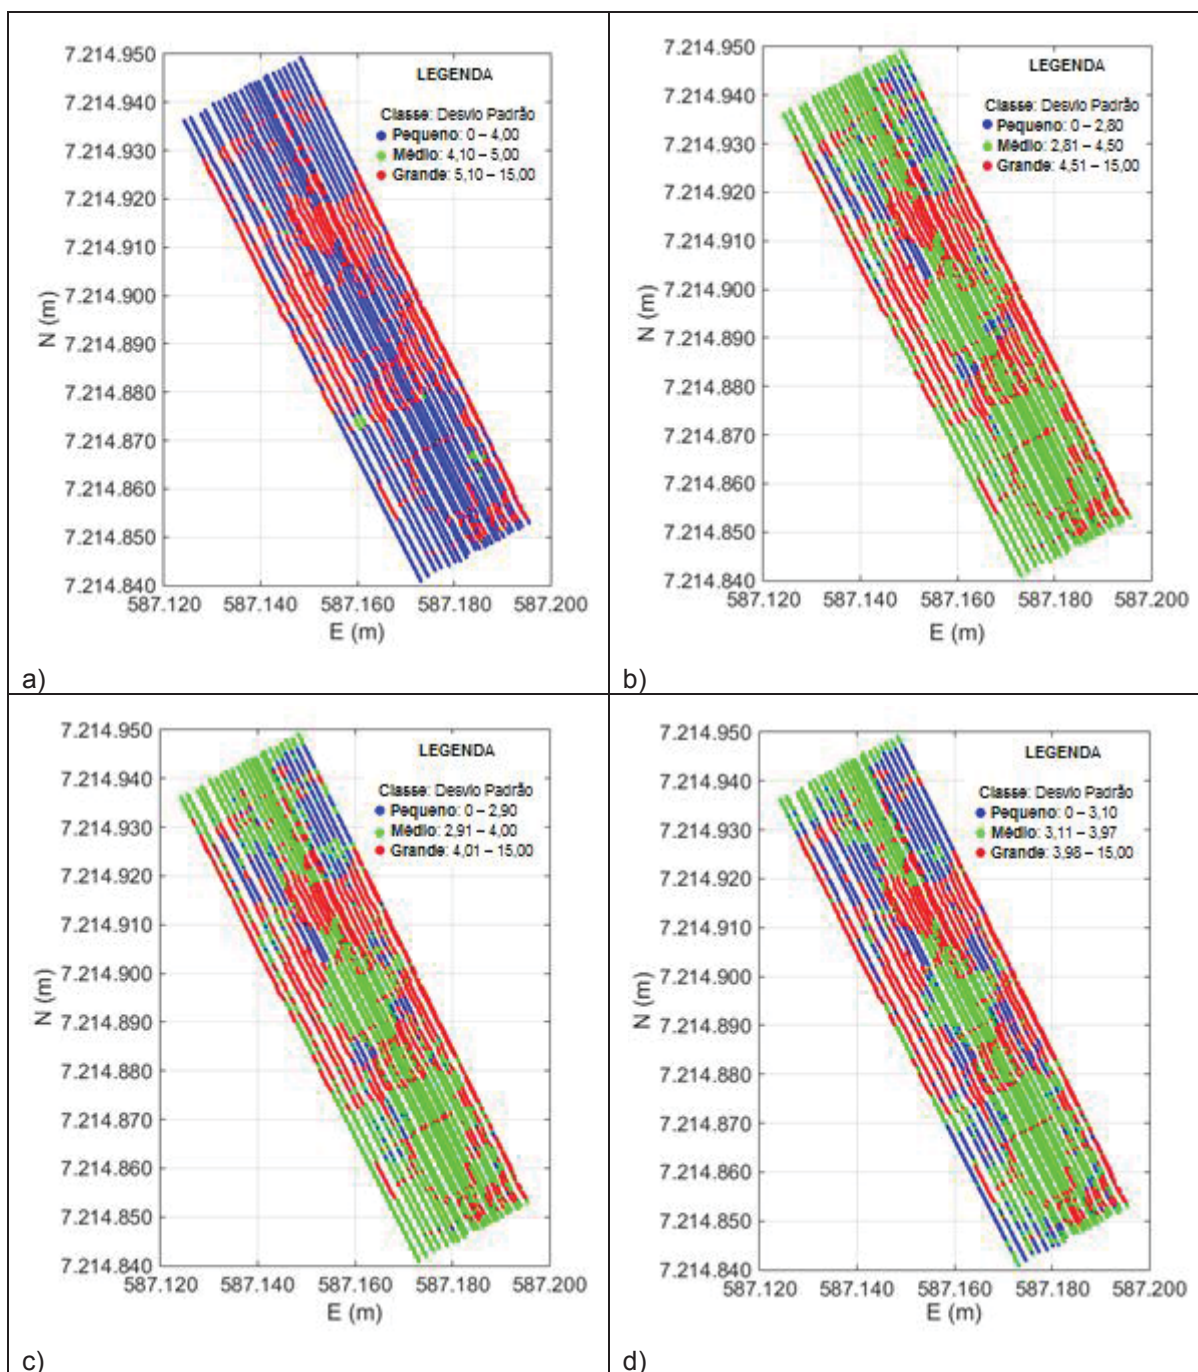 7.214.950
7.214.940
7.214.930
7.214.920
7.214.910
7.214.900
7.214.890
7.214.880
7.214.870
7.214.860
7.214.850
7.214.840
N (m)
587.120 587.140 587.160 587.180 587.200
E (m)
LEGENDA
Classe: Desvio Padrão
Pequeno: 0 – 4,00
Médio: 4,10 – 5,00
Grande: 5,10 – 15,00
a)
7.214.950
7.214.940
7.214.930
7.214.920
7.214.910
7.214.900
7.214.890
7.214.880
7.214.870
7.214.860
7.214.850
7.214.840
N (m)
587.120 587.140 587.160 587.180 587.200
E (m)
LEGENDA
Classe: Desvio Padrão
Pequeno: 0 – 2,80
Médio: 2,81 – 4,50
Grande: 4,51 – 15,00
b)
7.214.950
7.214.940
7.214.930
7.214.920
7.214.910
7.214.900
7.214.890
7.214.880
7.214.870
7.214.860
7.214.850
7.214.840
N (m)
587.120 587.140 587.160 587.180 587.200
E (m)
LEGENDA
Classe: Desvio Padrão
Pequeno: 0 – 2,90
Médio: 2,91 – 4,00
Grande: 4,01 – 15,00
c)
7.214.950
7.214.940
7.214.930
7.214.920
7.214.910
7.214.900
7.214.890
7.214.880
7.214.870
7.214.860
7.214.850
7.214.840
N (m)
587.120 587.140 587.160 587.180 587.200
E (m)
LEGENDA
Classe: Desvio Padrão
Pequeno: 0 – 3,10
Médio: 3,11 – 3,97
Grande: 3,98 – 15,00
d)